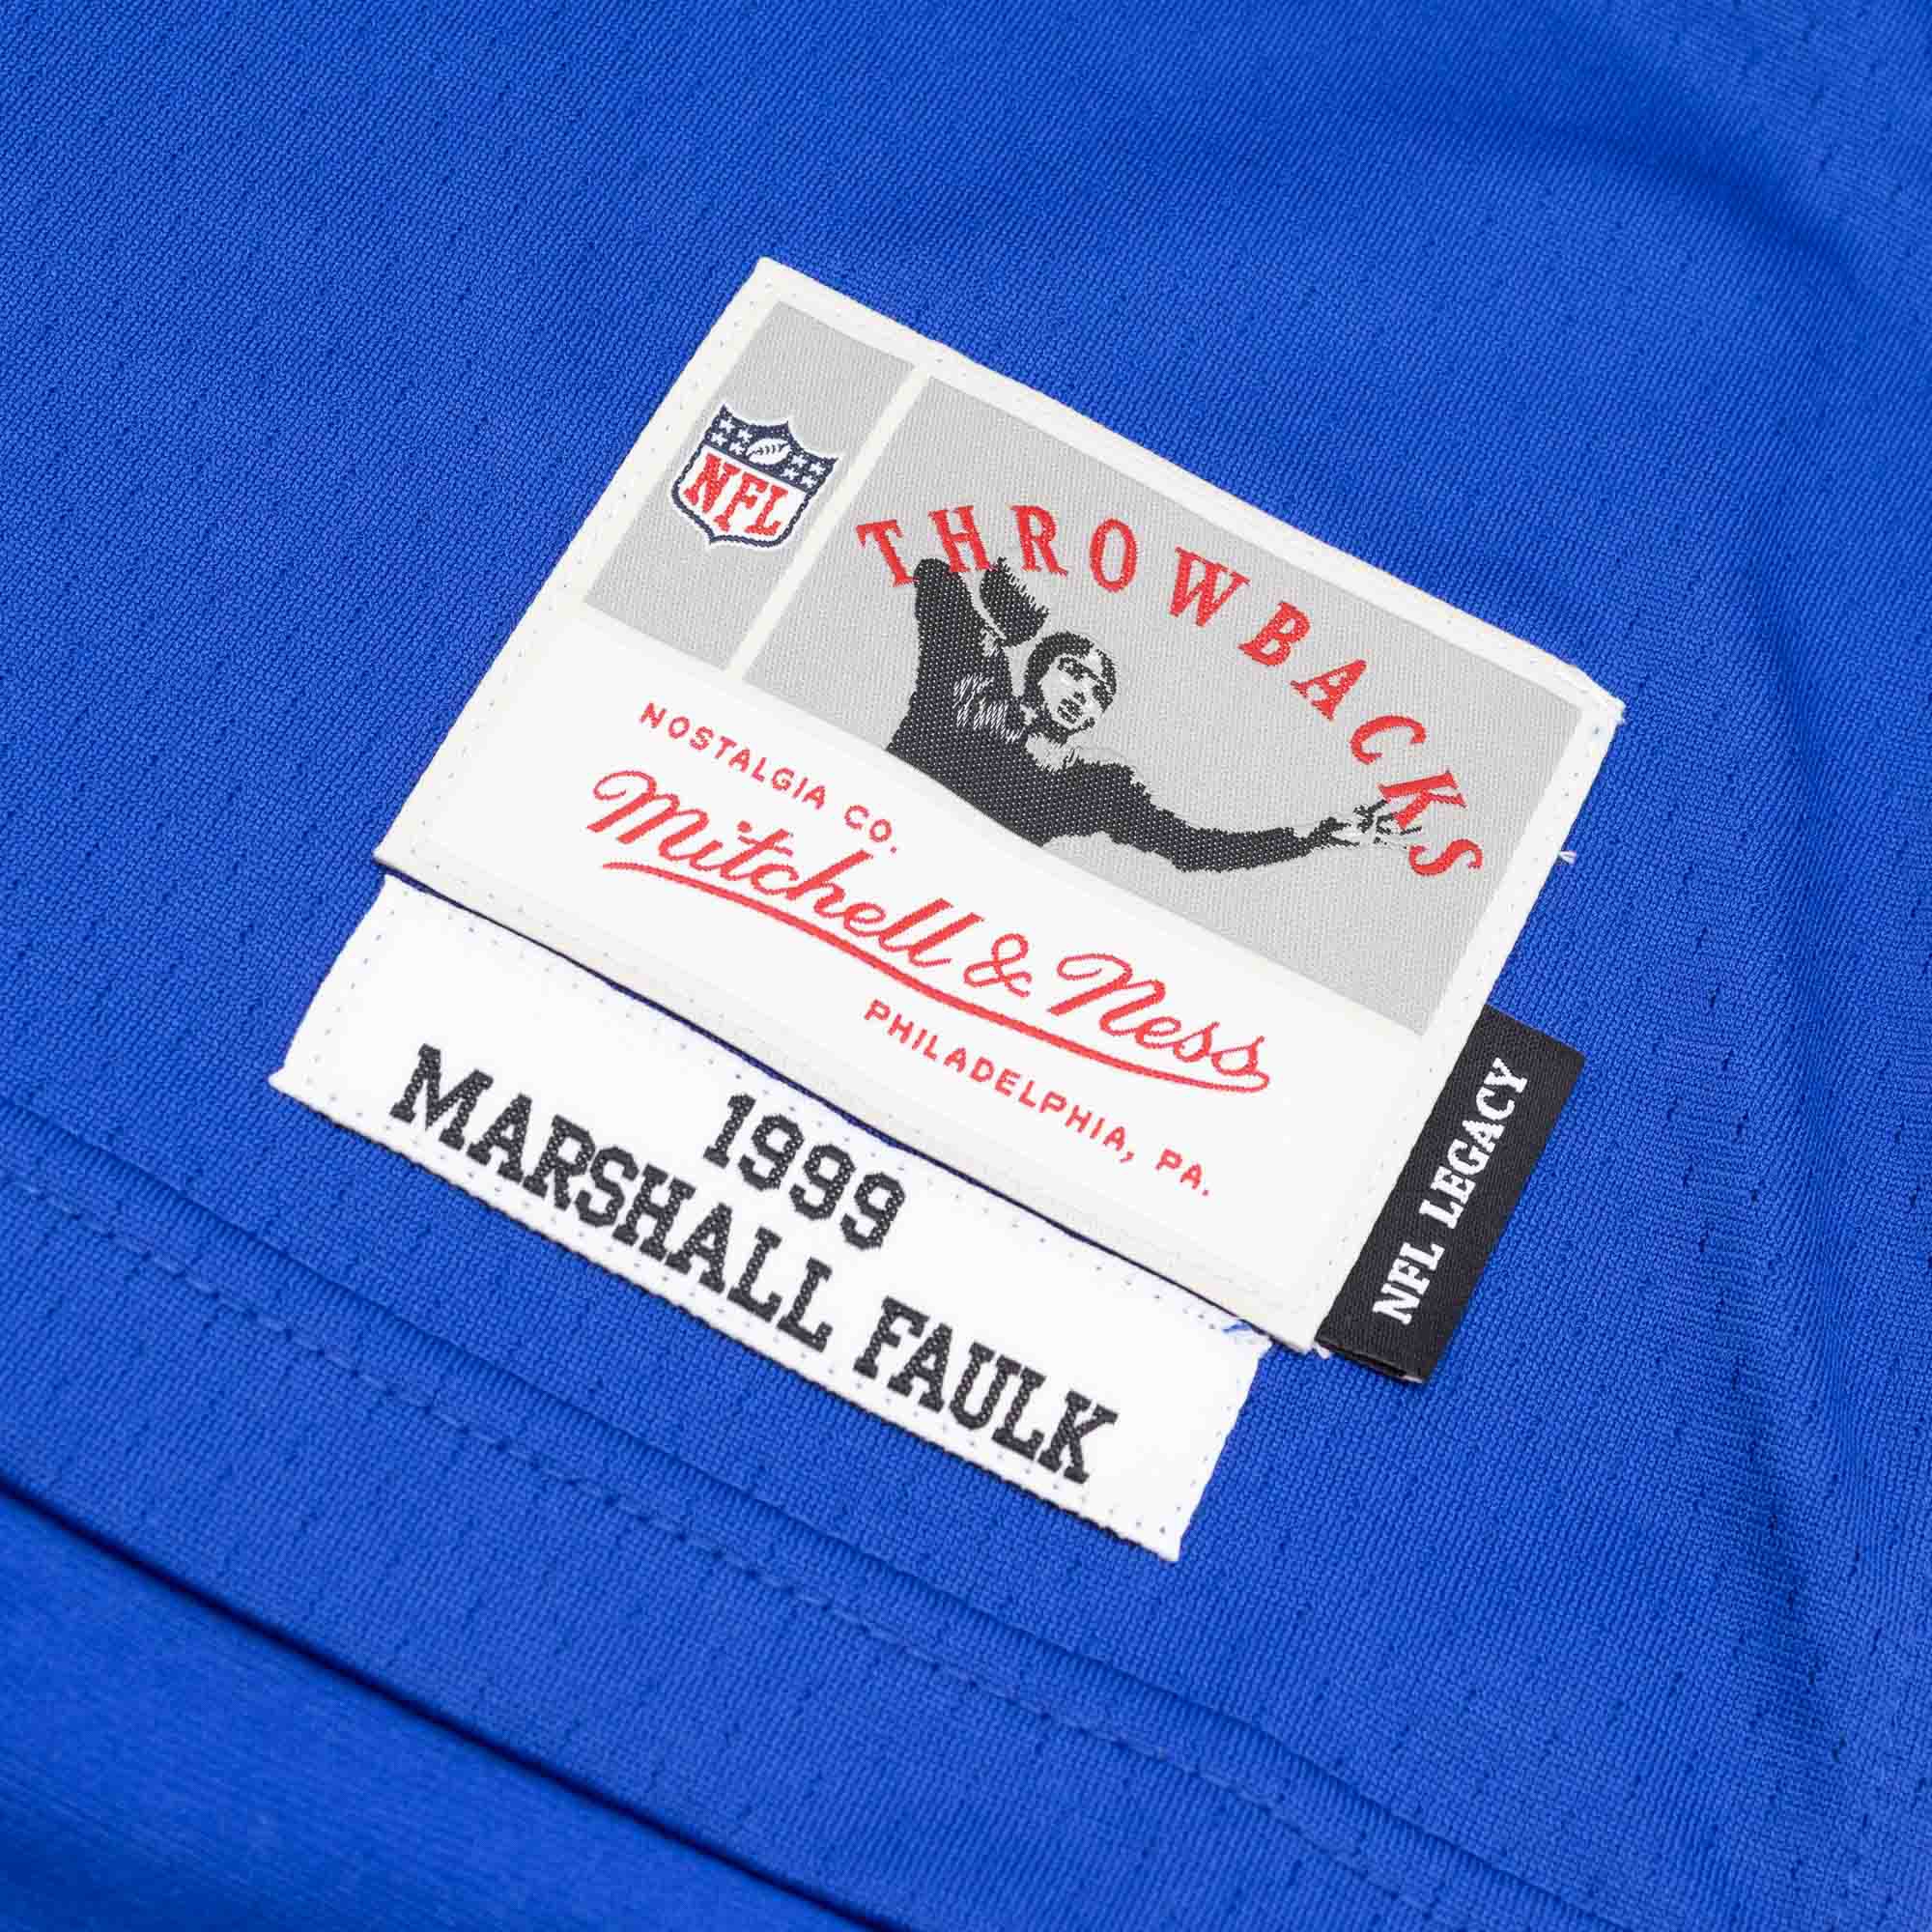 NFL
THROWBACKS
NOSTALGIA CO.
Mitchell & Ness
PHILADELPHIA, PA.
NFL LEGACY
1999
MARSHALL FAULK